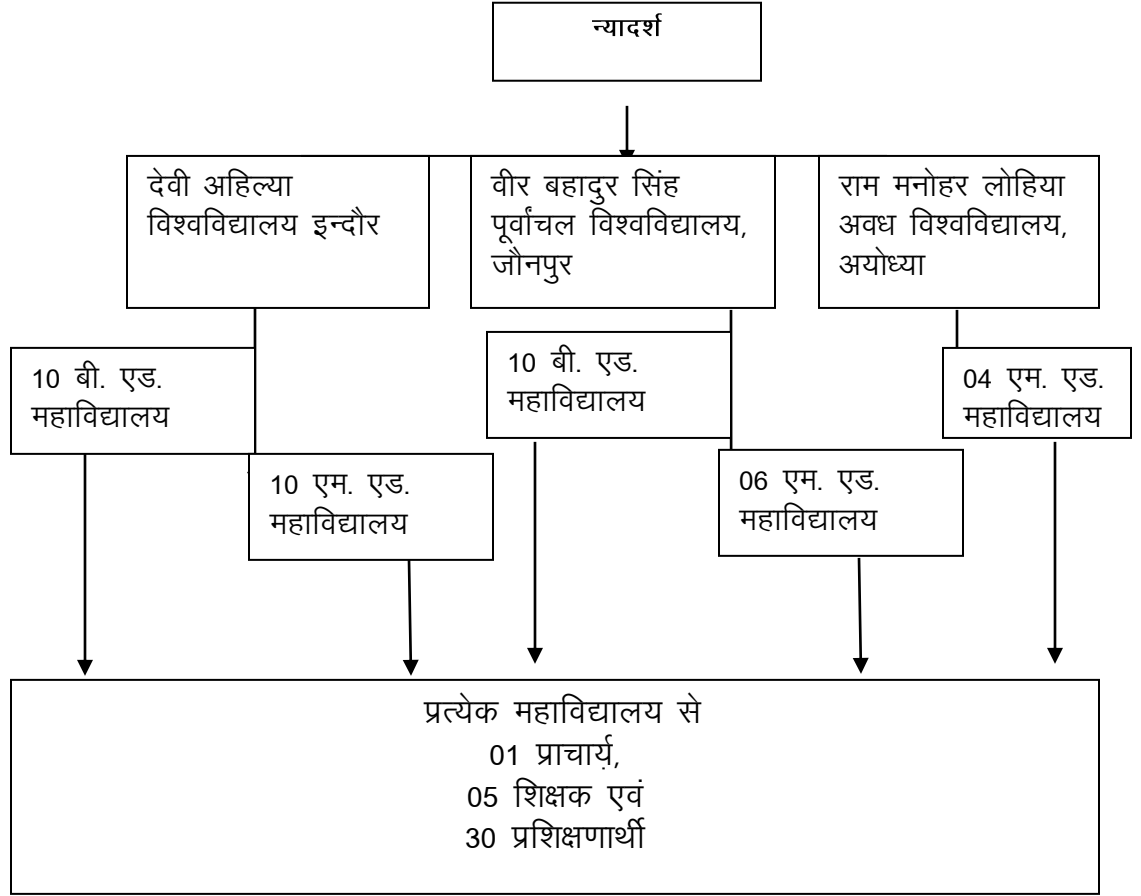 न्यादर्श
देवी अहिल्या
विश्वविद्यालय इन्दौर
वीर बहादुर सिंह
पूर्वांचल विश्वविद्यालय,
जौनपुर
राम मनोहर लोहिया
अवध विश्वविद्यालय,
अयोध्या
10 बी. एड.
महाविद्यालय
10 एम. एड.
महाविद्यालय
10 बी. एड.
महाविद्यालय
06 एम. एड.
महाविद्यालय
04 एम. एड.
महाविद्यालय
प्रत्येक महाविद्यालय से
01 प्राचार्य,
05 शिक्षक एवं
30 प्रशिक्षणार्थी